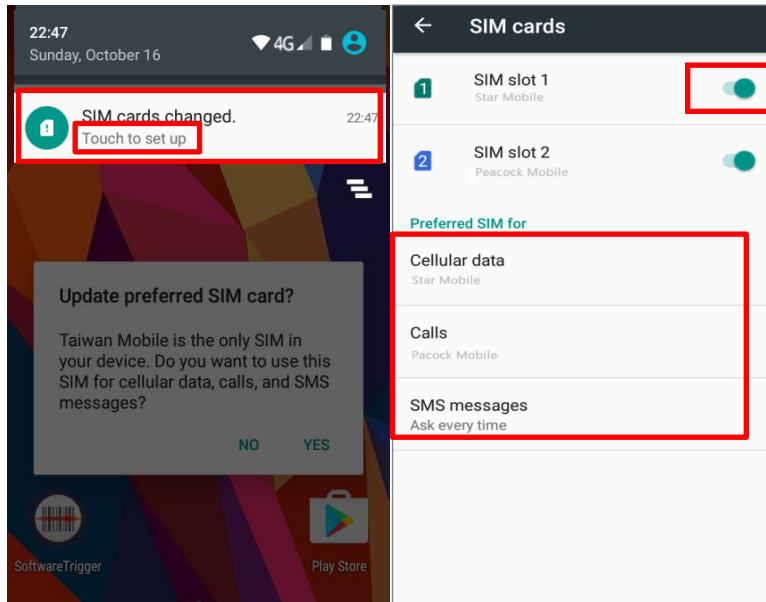 22:47
Sunday, October 16
4G
SIM cards changed.
22:47
Touch to set up
Update preferred SIM card?
Taiwan Mobile is the only SIM in
your device. Do you want to use this
SIM for cellular data, calls, and SMS
messages?
NO YES
SoftwareTrigger
Play Store
SIM cards
1
SIM slot 1
Star Mobile
2
SIM slot 2
Peacock Mobile
Preferred SIM for
Cellular data
Star Mobile
Calls
Pacock Mobile
SMS messages
Ask every time